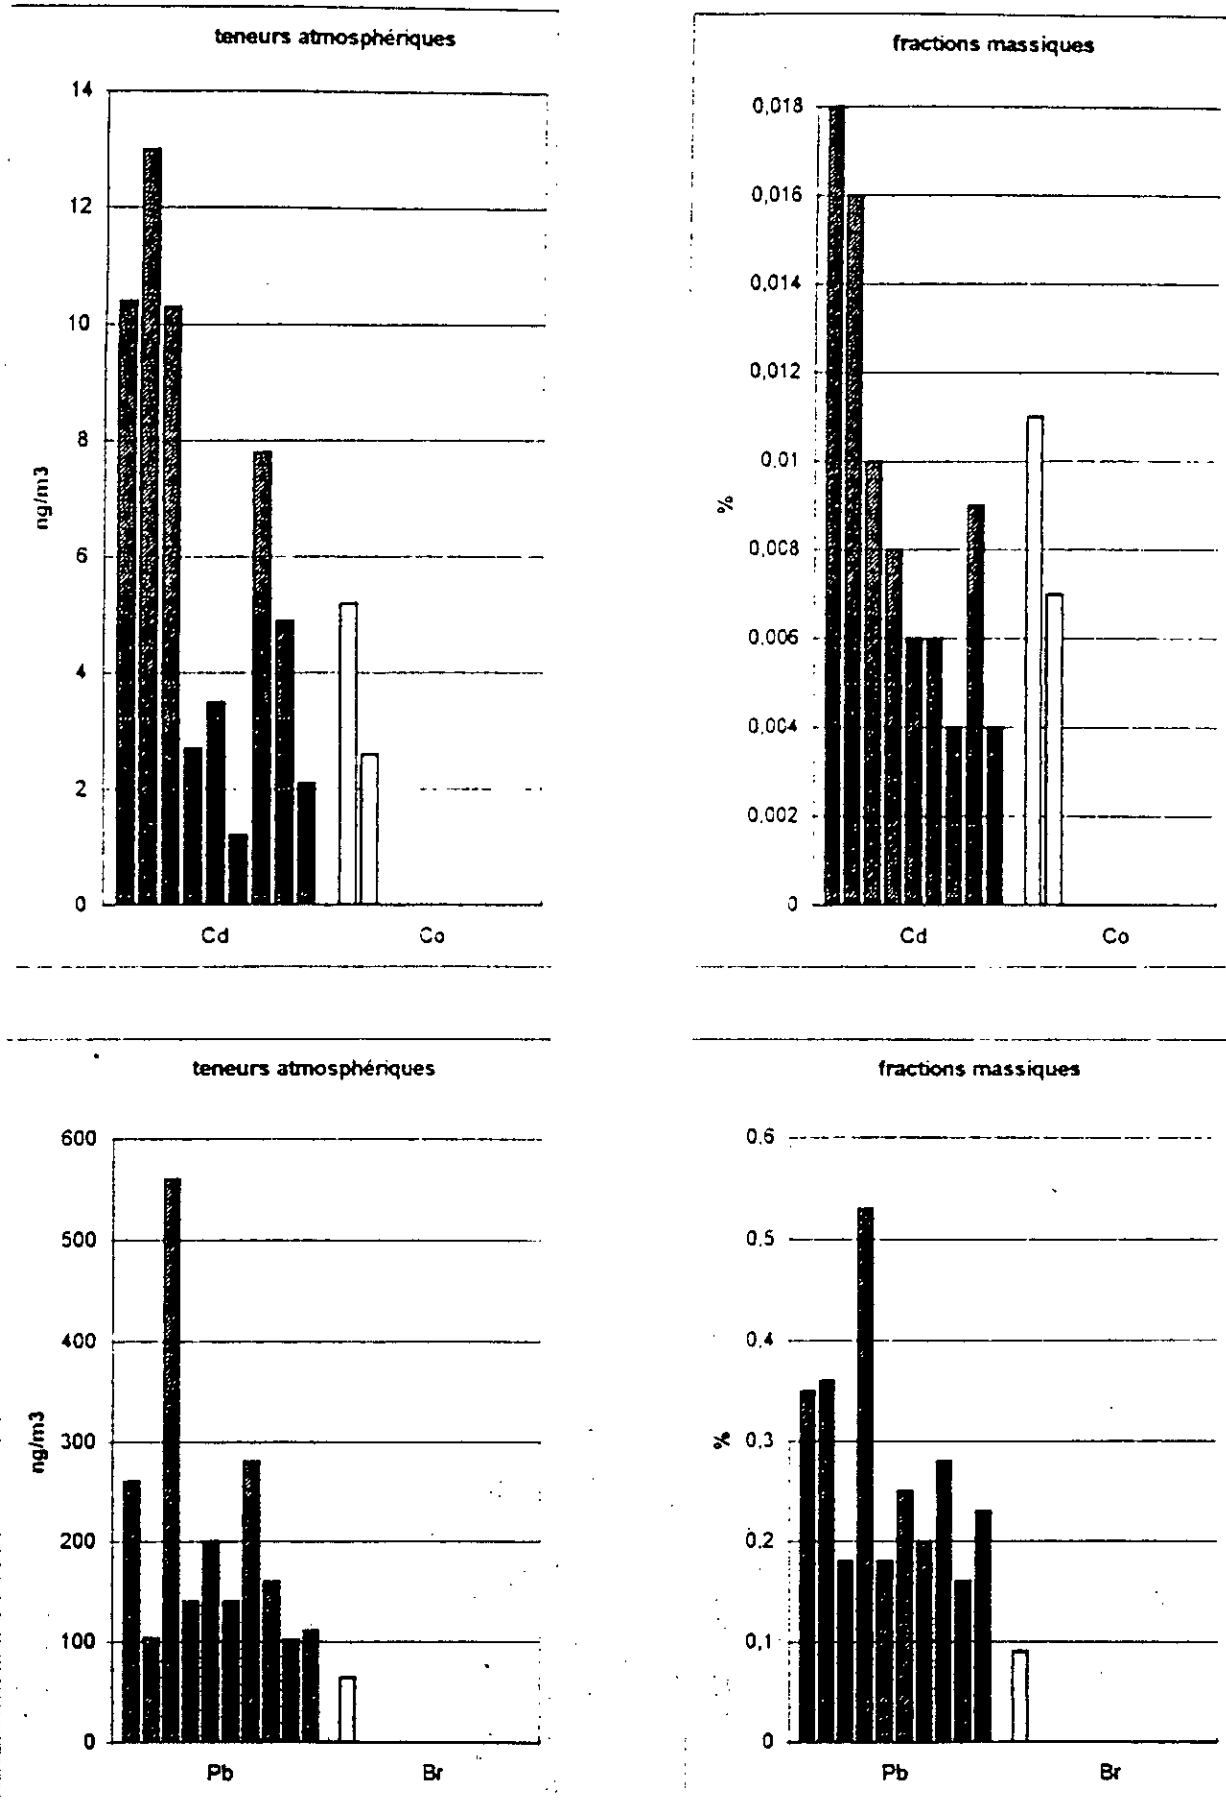 teneurs atmosphériques
14
12
10
8
6
4
2
0
ng/m3
Cd
Co
fractions massiques
0,018
0,016
0,014
0,012
0,01
0,008
0,006
0,004
0,002
0
%
Cd
Co
teneurs atmosphériques
600
500
400
300
200
100
0
ng/m3
Pb
Br
fractions massiques
0,6
0,5
0,4
0,3
0,2
0,1
0
%
Pb
Br